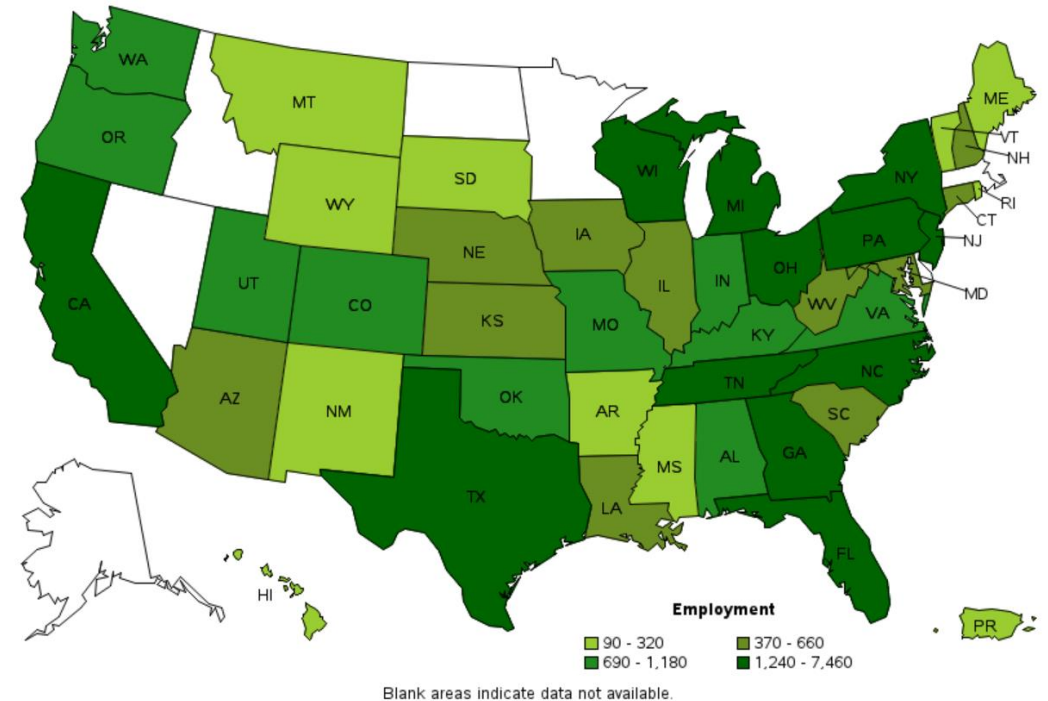 WA
MT
ME
OR
VT
NH
SD
WI
NY
MI
WY
RI
CT
IA
PA
NJ
NE
OH
UT
IN
IL
MD
CO
WV
CA
KS
MO
VA
KY
NC
TN
AZ
OK
NM
AR
SC
GA
AL
MS
TX
LA
FL
HI
PR
Employment
90 - 320
370 - 660
690 - 1,180
1,240 - 7,460
Blank areas indicate data not available.